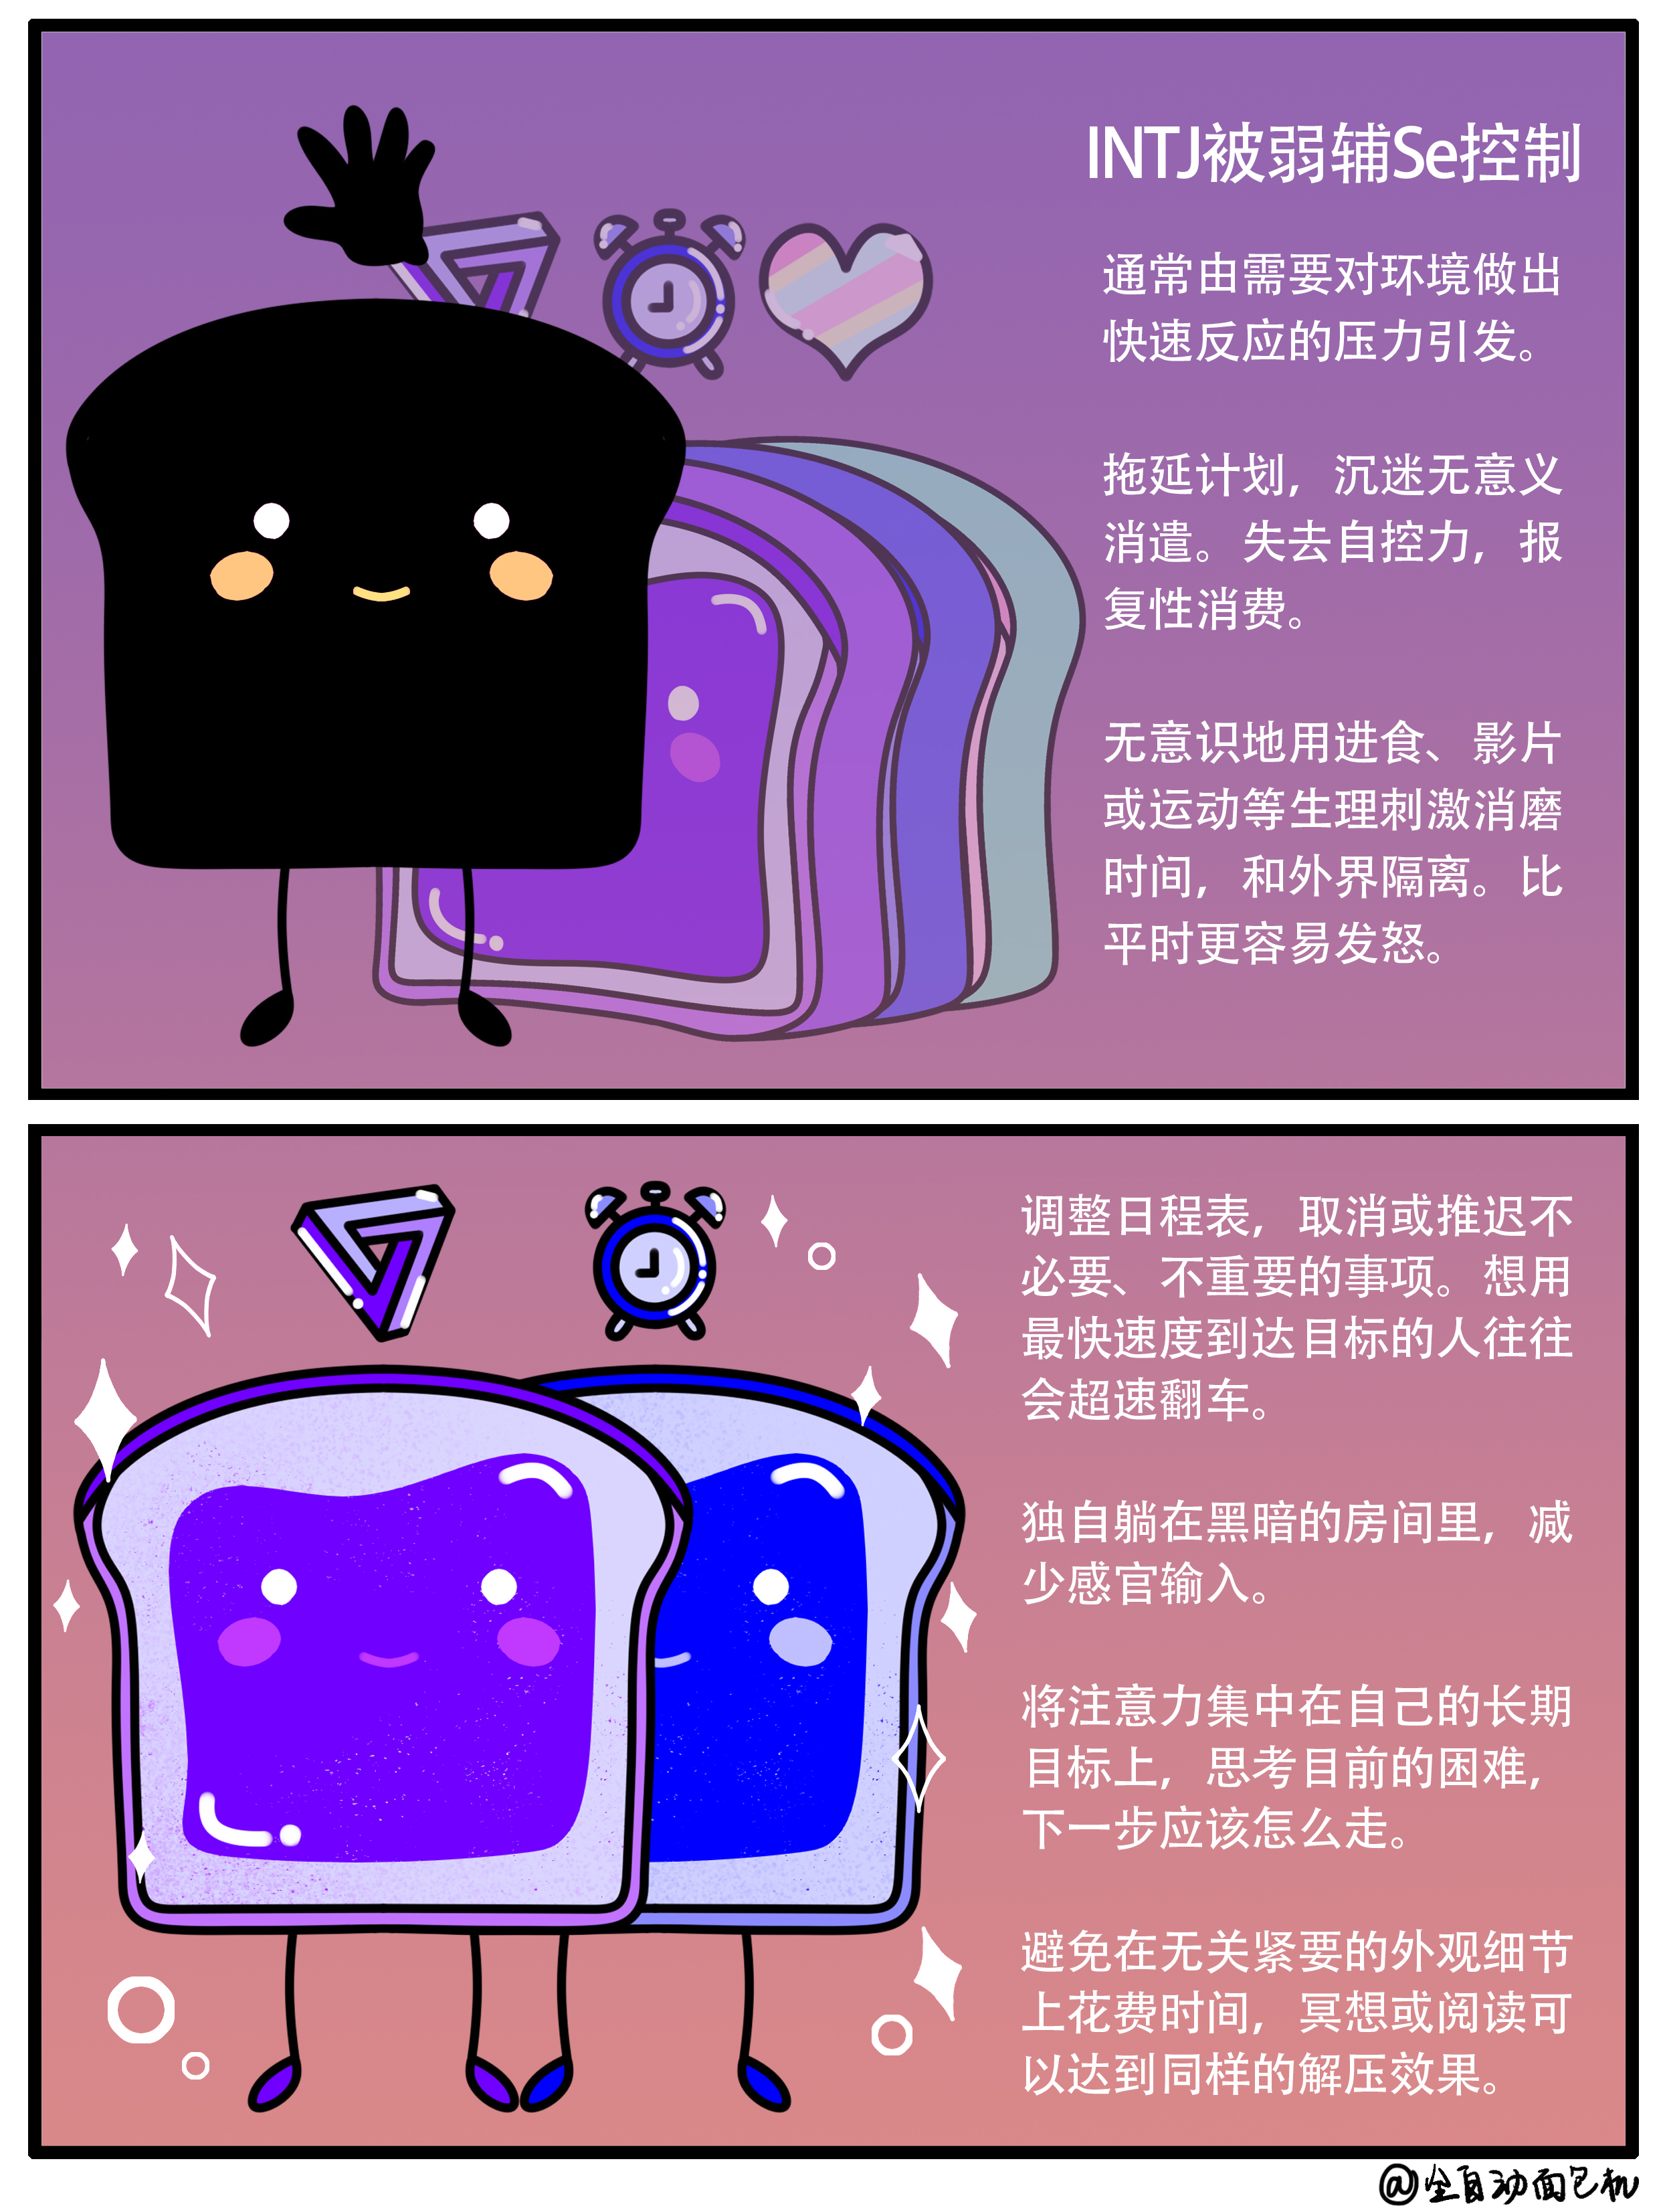 INTJ被弱辅Se控制
通常由需要对环境做出
快速反应的压力引发。
拖延计划，沉迷无意义
消遣。失去自控力，报
复性消费。
无意识地用进食、影片
或运动等生理刺激消磨
时间，和外界隔离。比
平时更容易发怒。
调整日程表，取消或推迟不
必要、不重要的事项。想用
最快速度到达目标的人往往
会超速翻车。
独自躺在黑暗的房间里，减
少感官输入。
将注意力集中在自己的长期
目标上，思考目前的困难，
下一步应该怎么走。
避免在无关紧要的外观细节
上花费时间，冥想或阅读可
以达到同样的解压效果。
@全自动面包机